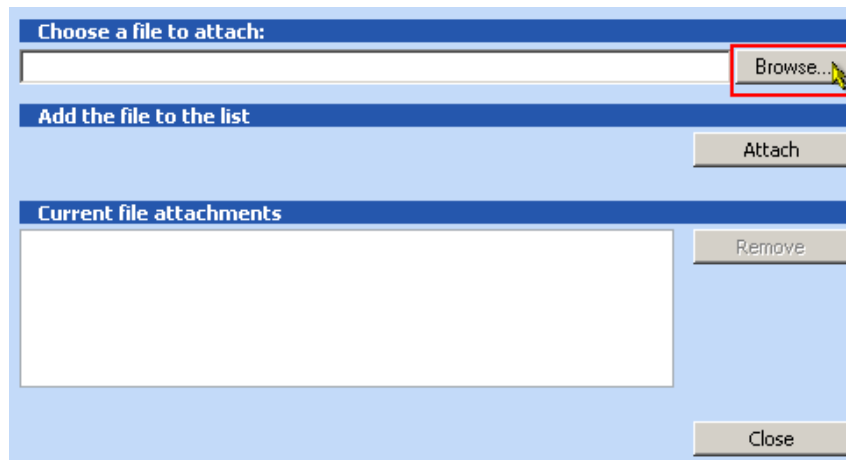 Choose a file to attach:
Browse...
Add the file to the list
Attach
Current file attachments
Remove
Close